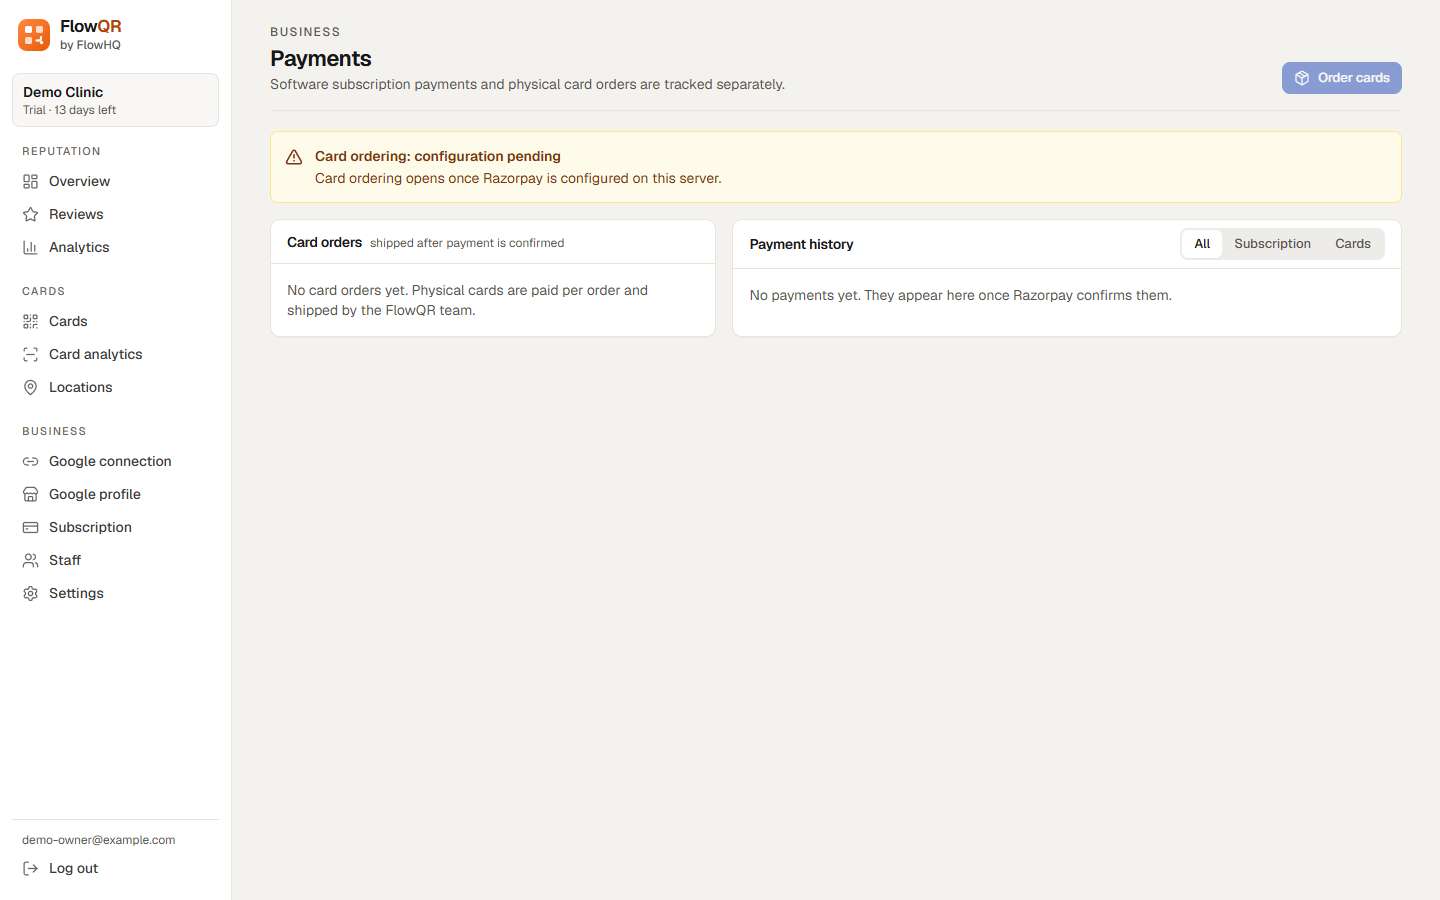 FlowQR
by FlowHQ
Demo Clinic
Trial · 13 days left
REPUTATION
Overview
Reviews
Analytics
CARDS
Cards
Card analytics
Locations
BUSINESS
Google connection
Google profile
Subscription
Staff
Settings
demo-owner@example.com
Log out
BUSINESS
Payments
Software subscription payments and physical card orders are tracked separately.
Order cards
Card ordering: configuration pending
Card ordering opens once Razorpay is configured on this server.
Card orders shipped after payment is confirmed
No card orders yet. Physical cards are paid per order and
shipped by the FlowQR team.
Payment history
All Subscription Cards
No payments yet. They appear here once Razorpay confirms them.